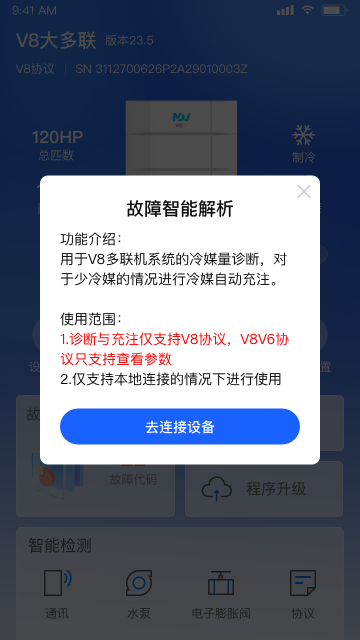 9:41 AM
V8大多联 版本23.5
V8协议 SN 3112700626P2A29010003Z
MDV
120HP
总匹数
制冷
故障智能解析
功能介绍：
用于V8多联机系统的冷媒量诊断，对
于少冷媒的情况进行冷媒自动充注。
使用范围：
1.诊断与充注仅支持V8协议，V8V6协
议只支持查看参数
2.仅支持本地连接的情况下进行使用
去连接设备
设
置
故
故障代码
程序升级
智能检测
通讯
水泵
电子膨胀阀
协议